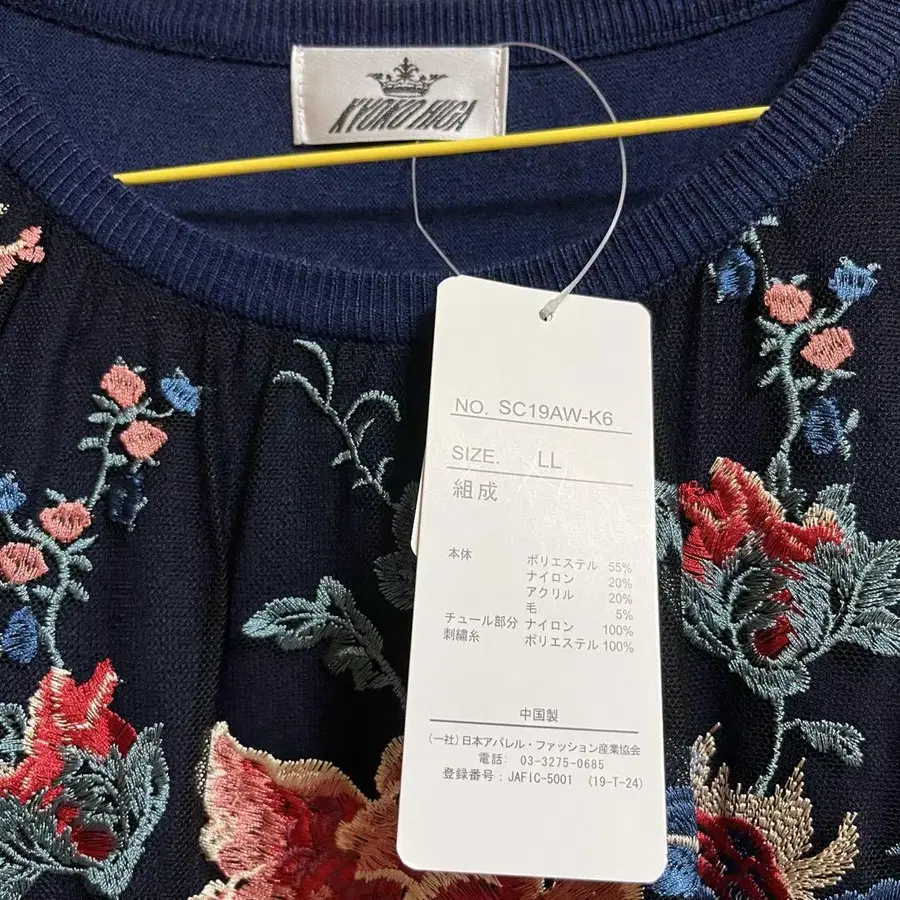 KYOKO HIGA
NO. SC19AW-K6
SIZE. LL
組成
本体 ポリエステル 55%
ナイロン 20%
アクリル 20%
毛 5%
チュール部分 ナイロン 100%
刺繍糸 ポリエステル 100%
中国製
(一社)日本アパレル・ファッション産業協会
電話: 03-3275-0685
登録番号: JAFIC-5001 (19-T-24)